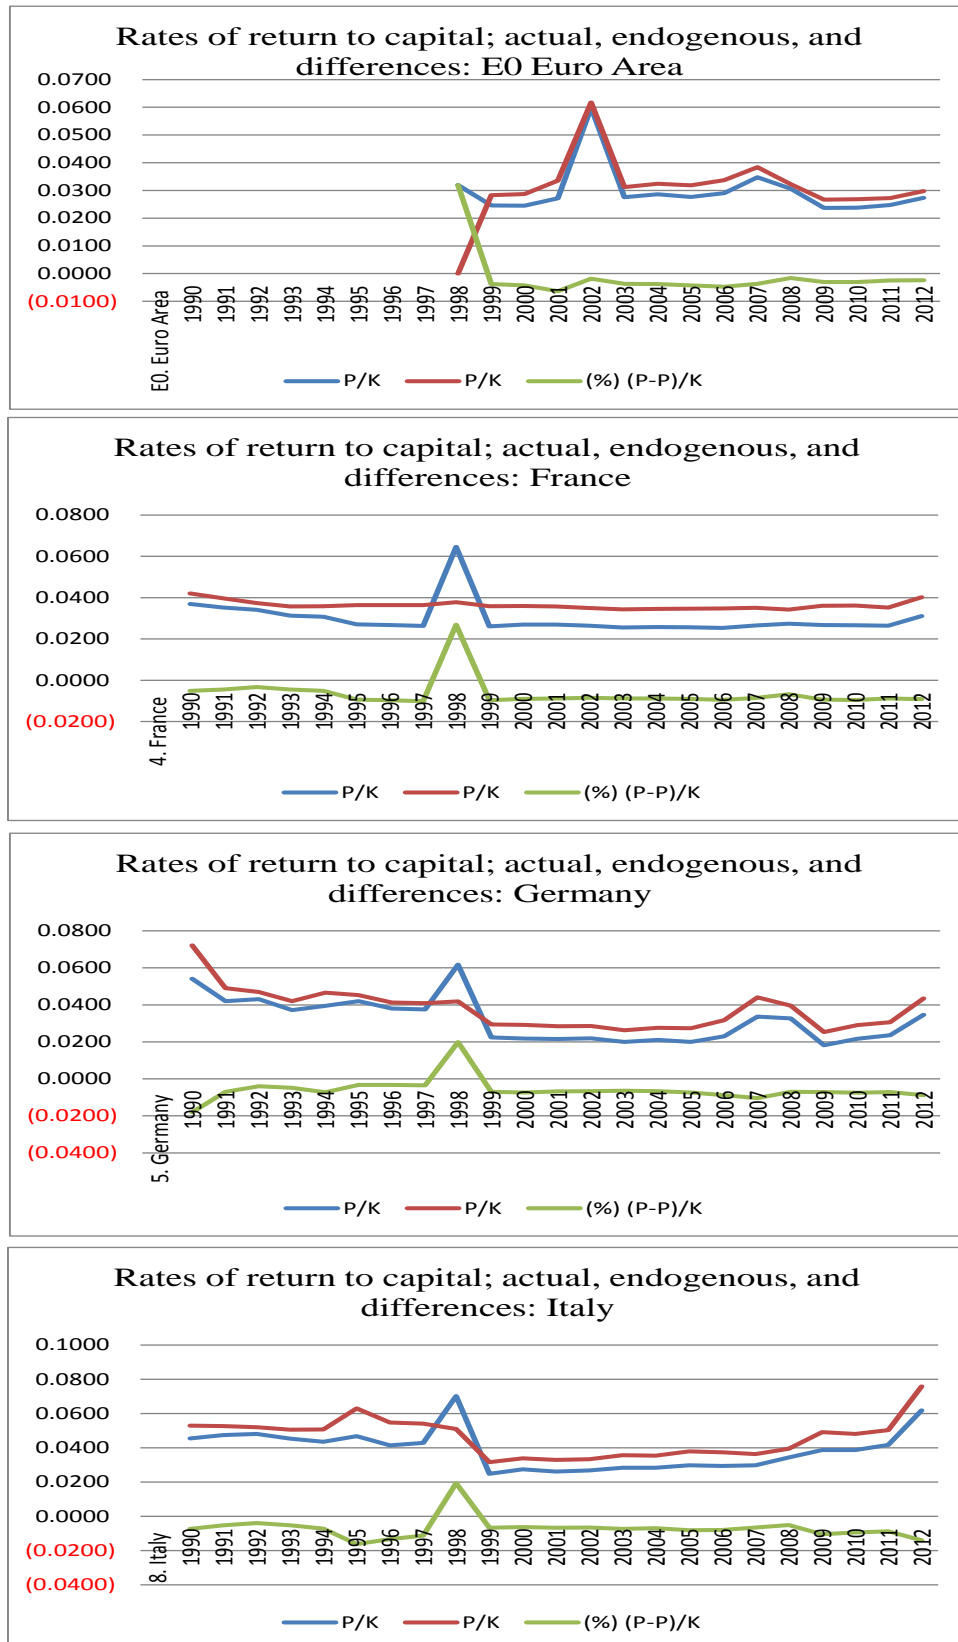 Rates of return to capital; actual, endogenous, and
differences: E0 Euro Area
0.0700
0.0600
0.0500
0.0400
0.0300
0.0200
0.0100
0.0000
(0.0100)
E0. Euro Area 1990 1991 1992 1993 1994 1995 1996 1997 1998 1999 2000 2001 2002 2003 2004 2005 2006 2007 2008 2009 2010 2011 2012
P/K P/K (%) (P-P)/K
Rates of return to capital; actual, endogenous, and
differences: France
0.0800
0.0600
0.0400
0.0200
0.0000
(0.0200)
4. France 1990 1991 1992 1993 1994 1995 1996 1997 1998 1999 2000 2001 2002 2003 2004 2005 2006 2007 2008 2009 2010 2011 2012
P/K P/K (%) (P-P)/K
Rates of return to capital; actual, endogenous, and
differences: Germany
0.0800
0.0600
0.0400
0.0200
0.0000
(0.0200)
(0.0400)
5. Germany 1990 1991 1992 1993 1994 1995 1996 1997 1998 1999 2000 2001 2002 2003 2004 2005 2006 2007 2008 2009 2010 2011 2012
P/K P/K (%) (P-P)/K
Rates of return to capital; actual, endogenous, and
differences: Italy
0.1000
0.0800
0.0600
0.0400
0.0200
0.0000
(0.0200)
(0.0400)
8. Italy 1990 1991 1992 1993 1994 1995 1996 1997 1998 1999 2000 2001 2002 2003 2004 2005 2006 2007 2008 2009 2010 2011 2012
P/K P/K (%) (P-P)/K